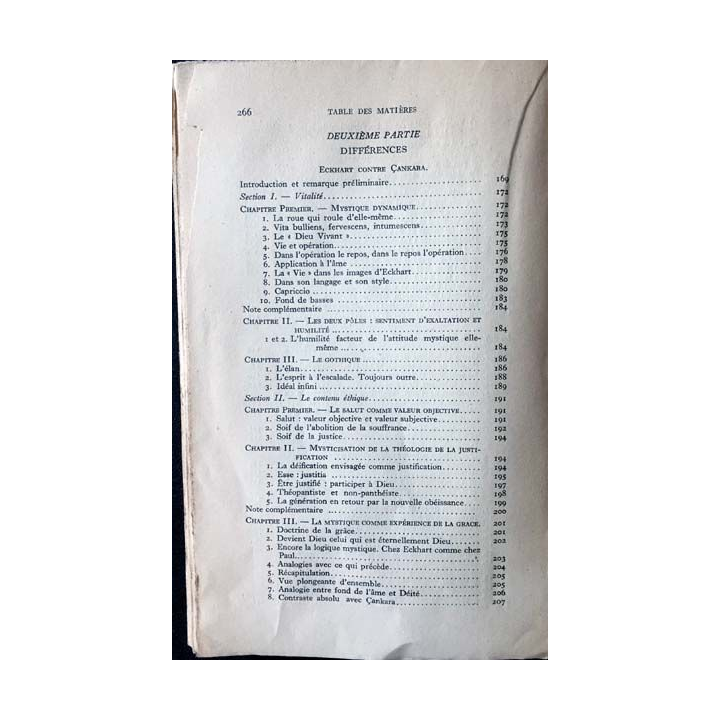 266 TABLE DES MATIÈRES
DEUXIÈME PARTIE
DIFFÉRENCES
ECKHART CONTRE ÇANKARA.
Introduction et remarque préliminaire 169
Section I. — Vitalité 172
CHAPITRE PREMIER. — MYSTIQUE DYNAMIQUE 172
1. La roue qui roule d'elle-même 172
2. Vita bulliens, fervescens, intumescens 173
3. Le « Dieu Vivant » 175
4. Vie et opération 175
5. Dans l'opération le repos, dans le repos l'opération 176
6. Application à l'âme 178
7. La « Vie » dans les images d'Eckhart 179
8. Dans son langage et son style 180
9. Capriccio 180
10. Fond de basses 183
Note complémentaire 184
CHAPITRE II. — LES DEUX PÔLES : SENTIMENT D'EXALTATION ET
HUMILITÉ 184
1 et 2. L'humilité facteur de l'attitude mystique elle-
même 184
CHAPITRE III. — LE GOTHIQUE 186
1. L'élan 186
2. L'esprit à l'escalade. Toujours outre 188
3. Idéal infini 189
Section II. — Le contenu éthique 191
CHAPITRE PREMIER. — LE SALUT COMME VALEUR OBJECTIVE 191
1. Salut : valeur objective et valeur subjective 191
2. Soif de l'abolition de la souffrance 192
3. Soif de la justice 194
CHAPITRE II. — MYSTICISATION DE LA THÉOLOGIE DE LA JUSTI-
FICATION 194
1. La déification envisagée comme justification 194
2. Esse : justitia 195
3. Être justifié : participer à Dieu 197
4. Théopantiste et non-panthéiste 198
5. La génération en retour par la nouvelle obéissance 199
Note complémentaire 200
CHAPITRE III. — LA MYSTIQUE COMME EXPÉRIENCE DE LA GRACE 201
1. Doctrine de la grâce 201
2. Devient Dieu celui qui est éternellement Dieu 202
3. Encore la logique mystique. Chez Eckhart comme chez
Paul 203
4. Analogies avec ce qui précède 204
5. Récapitulation 205
6. Vue plongeante d'ensemble 205
7. Analogie entre fond de l'âme et Déité 206
8. Contraste absolu avec Çankara 207